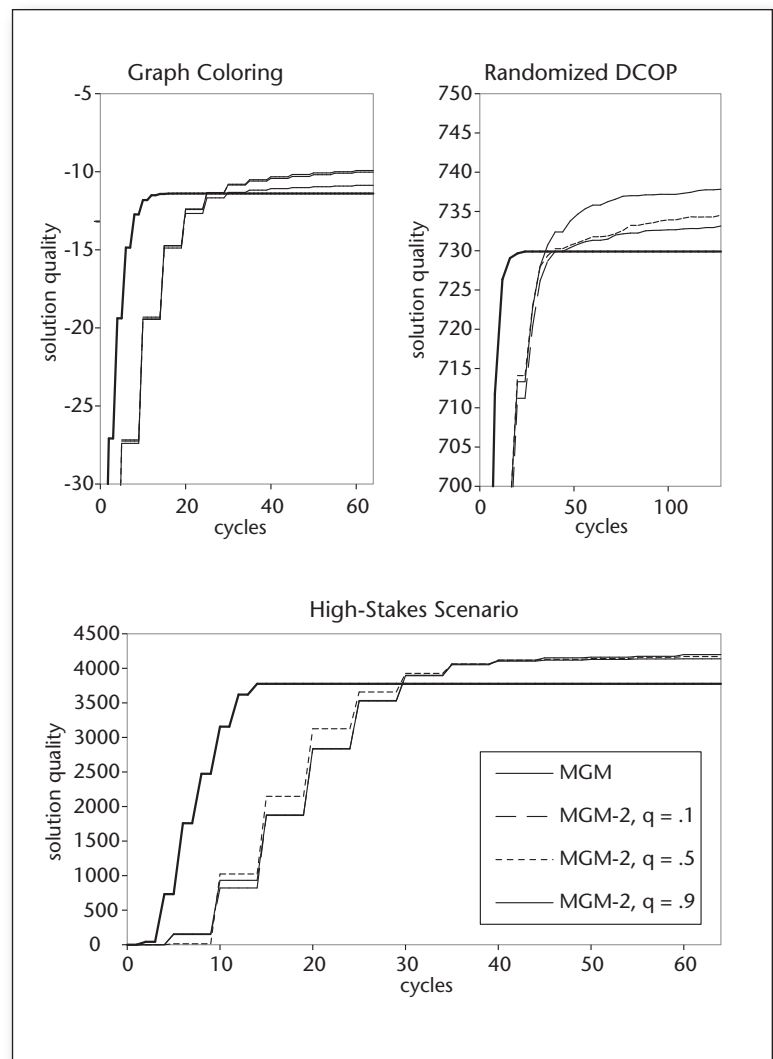 Graph Coloring
-5
-10
-15
-20
-25
-30
solution quality
0 20 40 60
cycles
Randomized DCOP
750
745
740
735
730
725
720
715
710
705
700
solution quality
0 50 100
cycles
High-Stakes Scenario
4500
4000
3500
3000
2500
2000
1500
1000
500
0
solution quality
0 10 20 30 40 50 60
cycles
MGM
MGM-2, q = .1
MGM-2, q = .5
MGM-2, q = .9